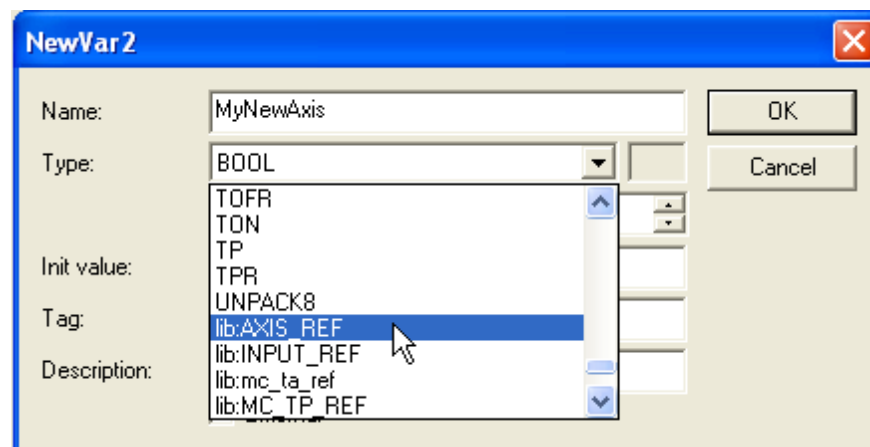 NewVar2
Name:
MyNewAxis
OK
Type:
BOOL
Cancel
TOFR
TON
TP
TPR
Init value:
UNPACK8
Tag:
lib:AXIS_REF
lib:INPUT_REF
Description:
lib:mc_ta_ref
lib:MC_TP_REF